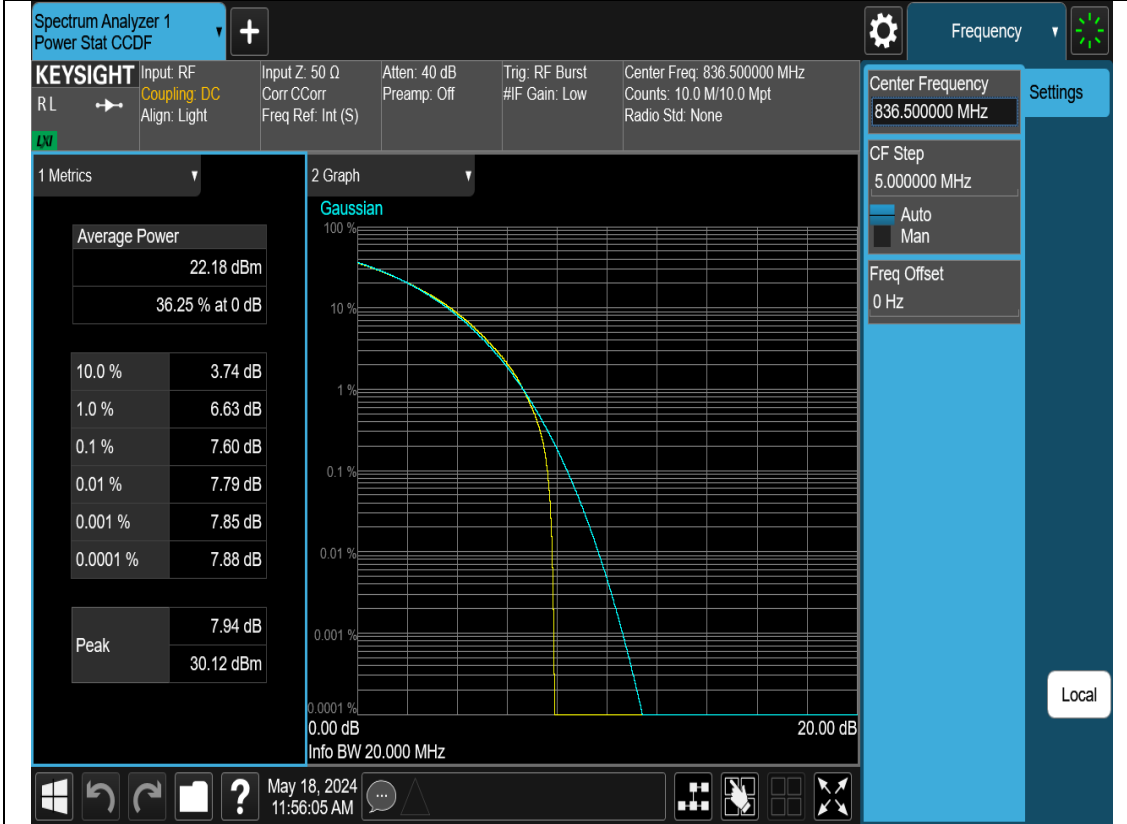 Spectrum Analyzer 1
Power Stat CCDF
+
Frequency
KEYSIGHT
RL
LXI
Input: RF
Coupling: DC
Align: Light
Input Z: 50 Ω
Corr CCorr
Freq Ref: Int (S)
Atten: 40 dB
Preamp: Off
Trig: RF Burst
#IF Gain: Low
Center Freq: 836.500000 MHz
Counts: 10.0 M/10.0 Mpt
Radio Std: None
Center Frequency
836.500000 MHz
Settings
CF Step
5.000000 MHz
Auto
Man
Freq Offset
0 Hz
1 Metrics
Average Power
22.18 dBm
36.25 % at 0 dB
10.0 % 3.74 dB
1.0 % 6.63 dB
0.1 % 7.60 dB
0.01 % 7.79 dB
0.001 % 7.85 dB
0.0001 % 7.88 dB
Peak 7.94 dB
30.12 dBm
2 Graph
Gaussian
100 %
10 %
1 %
0.1 %
0.01 %
0.001 %
0.0001 %
0.00 dB 20.00 dB
Info BW 20.000 MHz
Local
?
May 18, 2024
11:56:05 AM